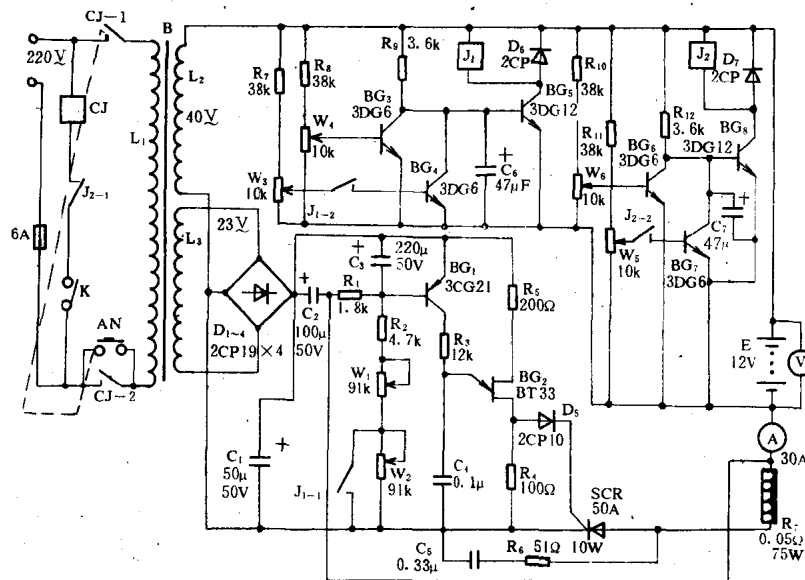 CJ-1
B
220V
CJ
J2-1
6A
K
AN
CJ-2
L1
L2
40V
L3
23V
D1~4
2CP19×4
C1
50μ
50V
C2
100μ
50V
C3
220μ
50V
R1
1.8k
R2
4.7k
W1
91k
W2
91k
J1-1
BG1
3CG21
R3
12k
C4
0.1μ
R5
200Ω
BG2
BT33
D5
2CP10
R4
100Ω
SCR
50A
10W
C5
0.33μ
R6 51Ω
R7
38k
R8
38k
W4
10k
W3
10k
J1-2
R9 3.6k
BG3
3DG6
BG4
3DG6
C6
47μF
J1
D6
2CP
BG5
3DG12
R10
38k
R11
38k
W6
10k
J2-2
W5
10k
R12
3.6k
BG6
3DG6
BG7
3DG6
C7
47μ
J2
D7
2CP
BG8
3DG12
E
12V
V
A
30A
0.05Ω
75W